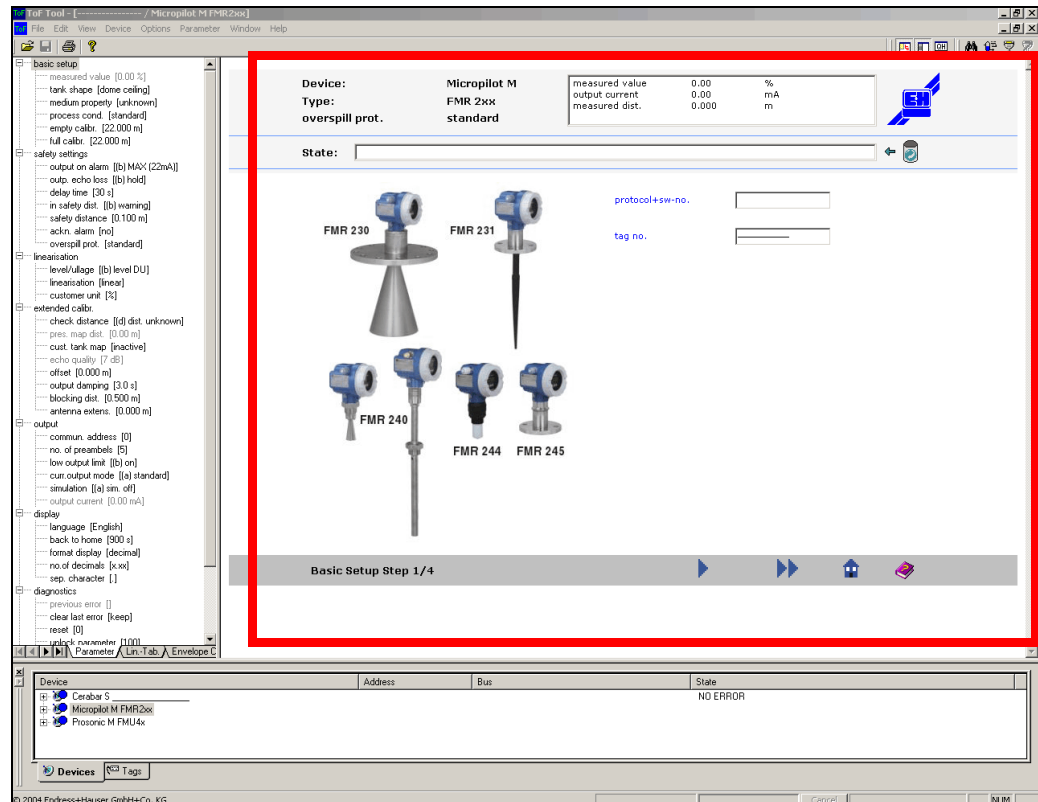 ToF Tool - [---------------- / Micropilot M FMR2xx]
File Edit View Device Options Parameter Window Help
basic setup
measured value [0.00 %]
tank shape [dome ceiling]
medium property [unknown]
process cond. [standard]
empty calibr. [22.000 m]
full calibr. [22.000 m]
safety settings
output on alarm [(b) MAX (22mA)]
outp. echo loss [(b) hold]
delay time [30 s]
in safety dist. [(b) warning]
safety distance [0.100 m]
ackn. alarm [no]
overspill prot. [standard]
linearisation
level/ullage [(b) level DU]
linearisation [linear]
customer unit [%]
extended calibr.
check distance [(d) dist. unknown]
pres. map dist. [0.00 m]
cust. tank map [inactive]
echo quality [7 dB]
offset [0.000 m]
output damping [3.0 s]
blocking dist. [0.500 m]
antenna extens. [0.000 m]
output
commun. address [0]
no. of preambels [5]
low output limit [(b) on]
curr.output mode [(a) standard]
simulation [(a) sim. off]
output current [0.00 mA]
display
language [English]
back to home [900 s]
format display [decimal]
no.of decimals [x.xx]
sep. character [.]
diagnostics
previous error []
clear last error [keep]
reset [0]
unlock parameter [100]
Parameter Lin.-Tab. Envelope C
Device: Micropilot M
Type: FMR 2xx
overspill prot. standard
measured value 0.00 %
output current 0.00 mA
measured dist. 0.000 m
EH
State:
protocol+sw-no.
tag no. ----------------
FMR 230 FMR 231
FMR 240
FMR 244 FMR 245
Basic Setup Step 1/4
Device Address Bus State
Cerabar S ________________ NO ERROR
Micropilot M FMR2xx
Prosonic M FMU4x
Devices Tags
© 2004 Endress+Hauser GmbH+Co. KG Cancel NUM